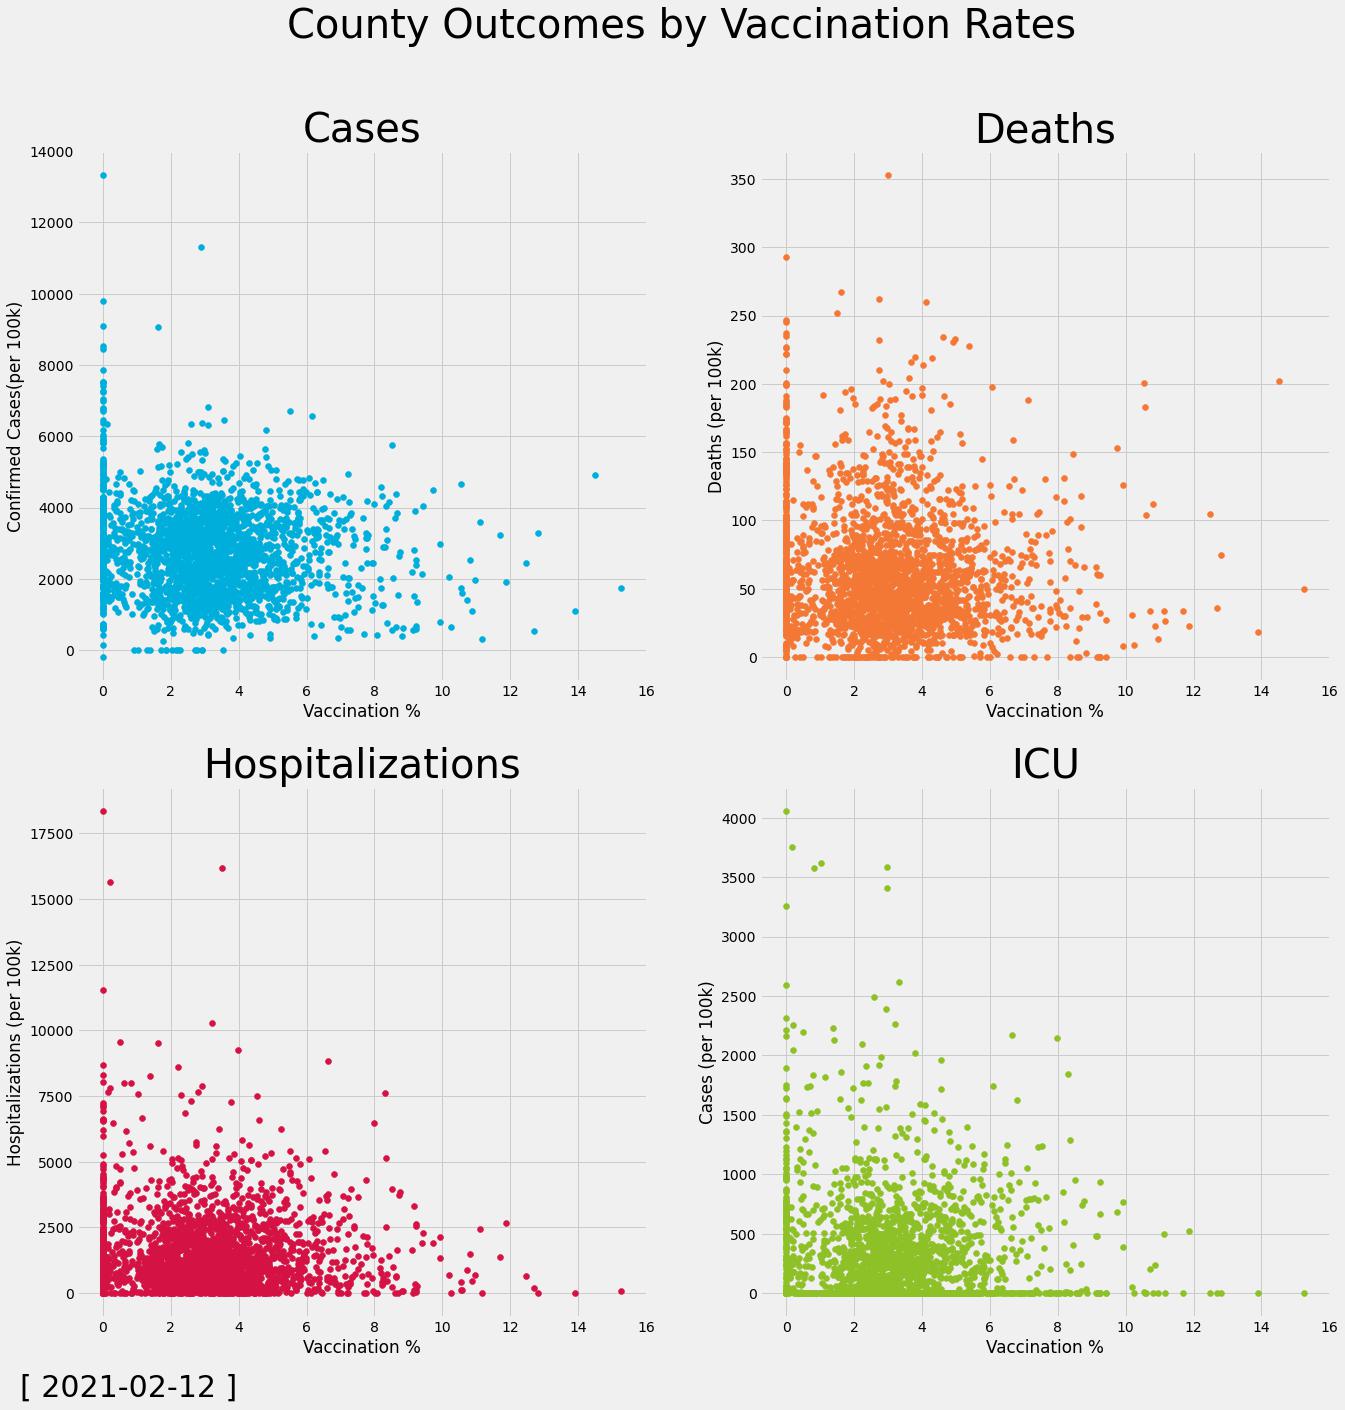 County Outcomes by Vaccination Rates
Cases
14000
12000
10000
8000
6000
4000
2000
0
Confirmed Cases(per 100k)
0 2 4 6 8 10 12 14 16
Vaccination %
Deaths
350
300
250
200
150
100
50
0
Deaths (per 100k)
0 2 4 6 8 10 12 14 16
Vaccination %
Hospitalizations
17500
15000
12500
10000
7500
5000
2500
0
Hospitalizations (per 100k)
0 2 4 6 8 10 12 14 16
Vaccination %
ICU
4000
3500
3000
2500
2000
1500
1000
500
0
Cases (per 100k)
0 2 4 6 8 10 12 14 16
Vaccination %
[ 2021-02-12 ]